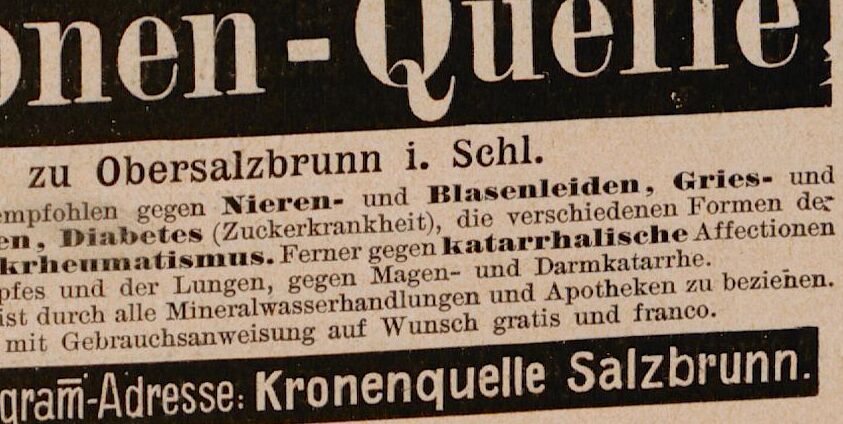 onen-Quelle
zu Obersalzbrunn i. Schl.
empfohlen gegen Nieren- und Blasenleiden, Gries- und
en, Diabetes (Zuckerkrankheit), die verschiedenen Formen der
krheumatismus. Ferner gegen katarrhalische Affectionen
pfes und der Lungen, gegen Magen- und Darmkatarrhe.
ist durch alle Mineralwasserhandlungen und Apotheken zu beziehen.
mit Gebrauchsanweisung auf Wunsch gratis und franco.
gram̅-Adresse: Kronenquelle Salzbrunn.